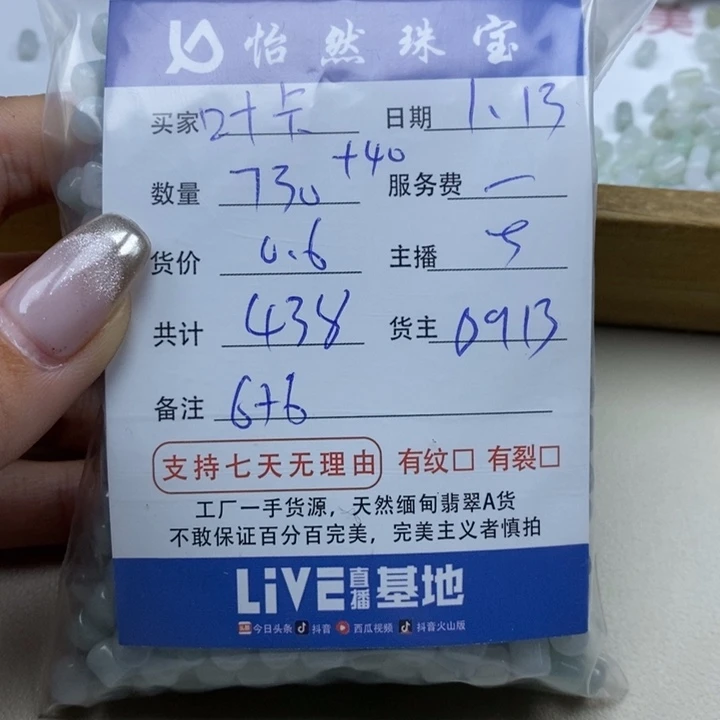 怡然珠宝
买家 叶卡 日期 1.13
数量 730 +40 服务费 一
货价 0.6 主播
共计 438 货主 0913
备注 6+6
支持七天无理由 有纹□ 有裂□
工厂一手货源，天然缅甸翡翠A货
不敢保证百分百完美，完美主义者慎拍
LiVE直播基地
今日头条 抖音 西瓜视频 抖音火山版